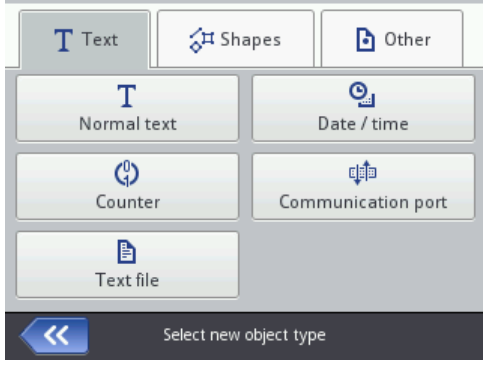 Text Shapes Other
Normal text Date / time
Counter Communication port
Text file
Select new object type